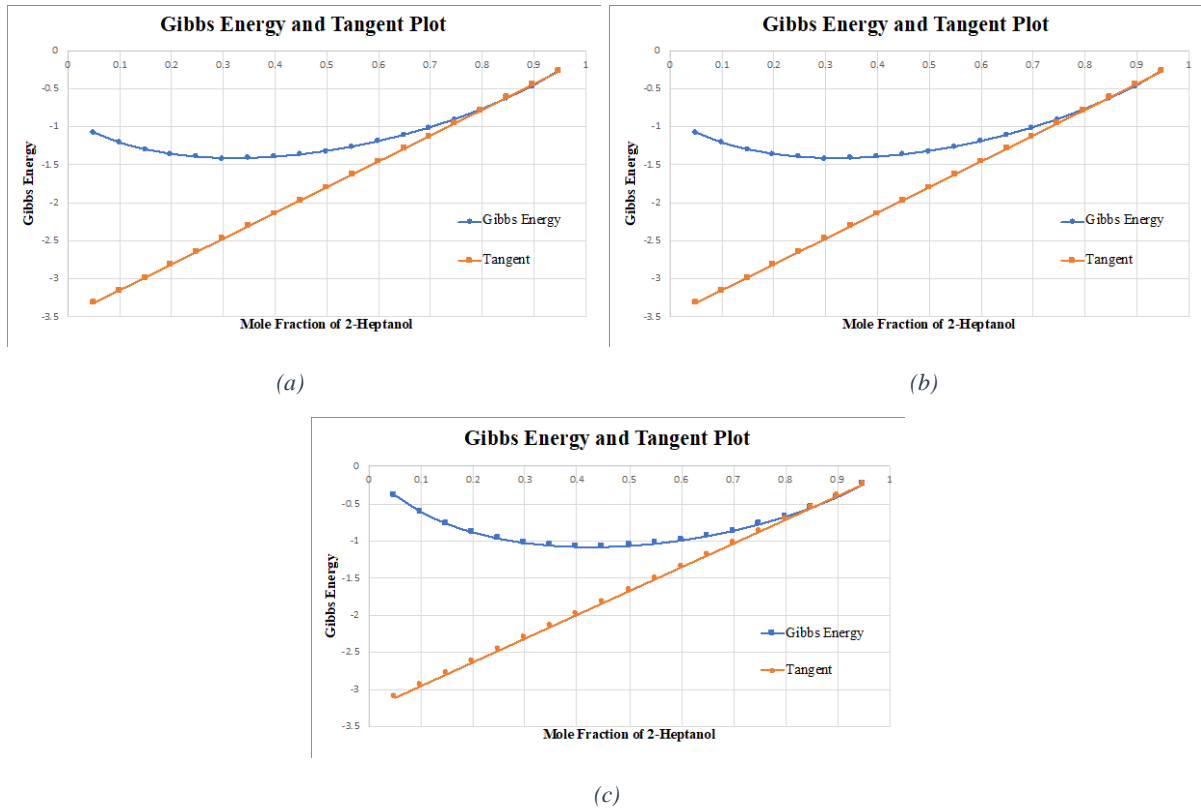 Gibbs Energy and Tangent Plot
0
0 0.1 0.2 0.3 0.4 0.5 0.6 0.7 0.8 0.9 1
-0.5
-1
-1.5
-2
-2.5
-3
-3.5
Gibbs Energy
Gibbs Energy
Tangent
Mole Fraction of 2-Heptanol
(a)
Gibbs Energy and Tangent Plot
0
0 0.1 0.2 0.3 0.4 0.5 0.6 0.7 0.8 0.9 1
-0.5
-1
-1.5
-2
-2.5
-3
-3.5
Gibbs Energy
Gibbs Energy
Tangent
Mole Fraction of 2-Heptanol
(b)
Gibbs Energy and Tangent Plot
0
0 0.1 0.2 0.3 0.4 0.5 0.6 0.7 0.8 0.9 1
-0.5
-1
-1.5
-2
-2.5
-3
-3.5
Gibbs Energy
Gibbs Energy
Tangent
Mole Fraction of 2-Heptanol
(c)